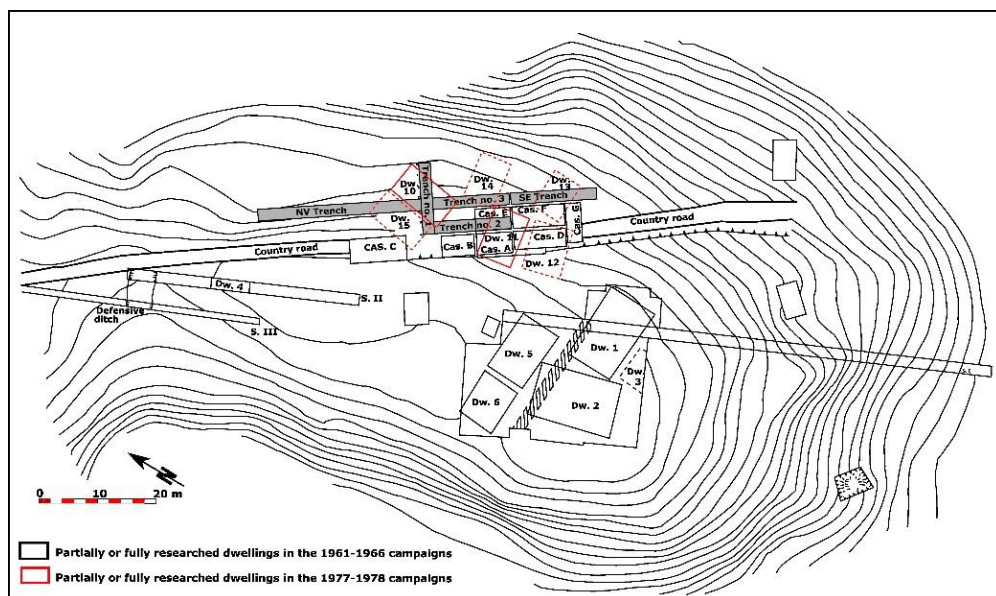 Dw.
10
Trench no. 1
Dw.
14
Dw.
13
NV Trench
Trench no. 3
SE Trench
Dw.
15
Cas. E
Cas. F
Cas. G
Trench no. 2
Country road
Country road
CAS. C
Cas. B
Dw. 11
Cas. A
Cas. D
Dw. 12
Dw. 4
S. II
Defensive
ditch
S. III
Dw. 5
Dw. 1
Dw.
3
Dw. 6
Dw. 2
N
0 10 20 m
Partially or fully researched dwellings in the 1961-1966 campaigns
Partially or fully researched dwellings in the 1977-1978 campaigns